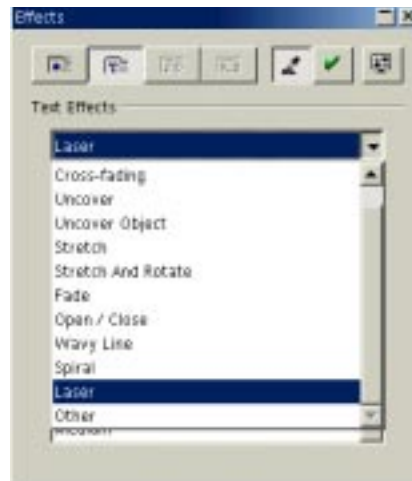 Effects
Text Effects
Laser
Cross-fading
Uncover
Uncover Object
Stretch
Stretch And Rotate
Fade
Open / Close
Wavy Line
Spiral
Laser
Other
Medium